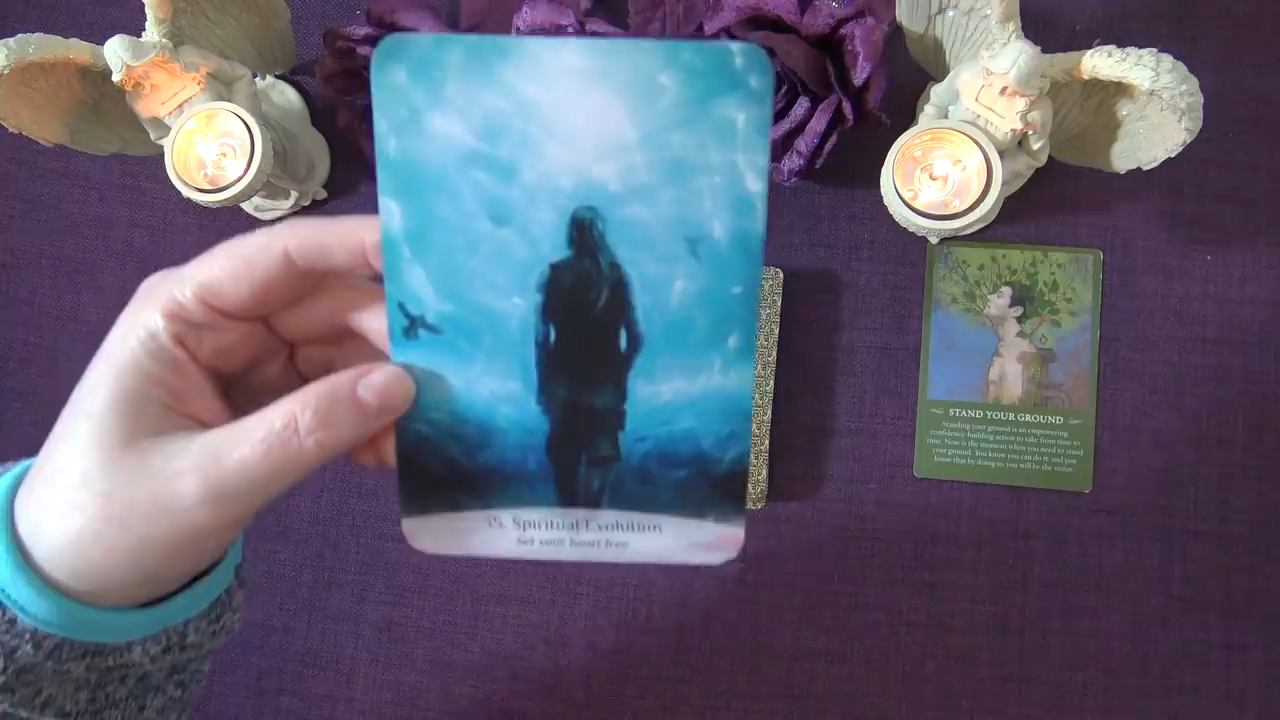 35. Spiritual Evolution
Set your heart free
STAND YOUR GROUND
Standing your ground is an empowering
confidence-building action to take from time to
time. Now is the moment when you need to stand
your ground. You know you can do it, and you
know that by doing so, you will be the victor.